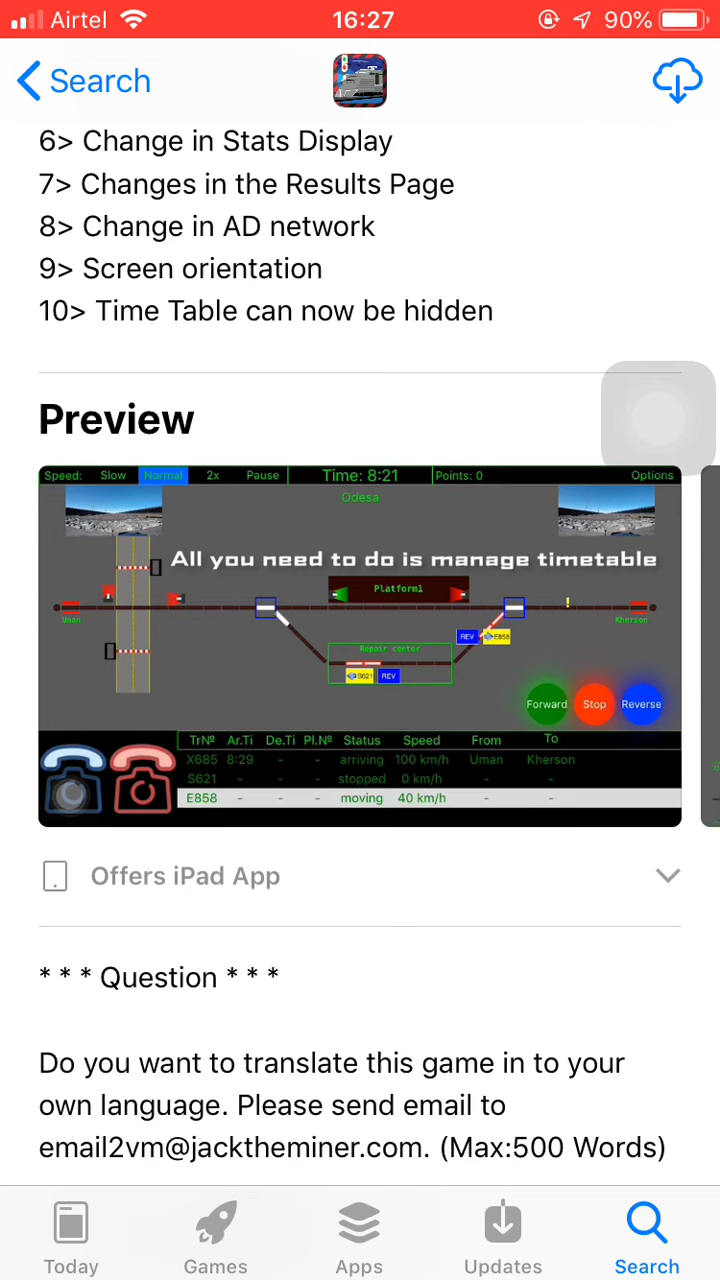 Airtel 16:27 90%
Search
6> Change in Stats Display
7> Changes in the Results Page
8> Change in AD network
9> Screen orientation
10> Time Table can now be hidden
Preview
Speed: Slow Normal 2x Pause Time: 8:21 Points: 0 Options
Odesa
All you need to do is manage timetable
Platform1
Uman Kherson
REV E858
Repair center
S621 REV
Forward Stop Reverse
TrNº Ar.Ti De.Ti Pl.Nº Status Speed From To
X685 8:29 - - arriving 100 km/h Uman Kherson
S621 - - - stopped 0 km/h - -
E858 - - - moving 40 km/h - -
Offers iPad App
* * * Question * * *
Do you want to translate this game in to your
own language. Please send email to
email2vm@jacktheminer.com. (Max:500 Words)
Today Games Apps Updates Search